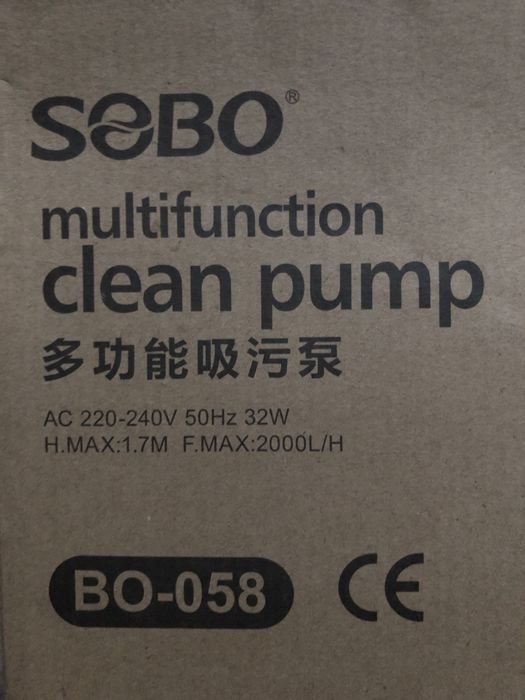 SOBO®
multifunction
clean pump
多功能吸污泵
AC 220-240V 50Hz 32W
H.MAX:1.7M F.MAX:2000L/H
BO-058 CE